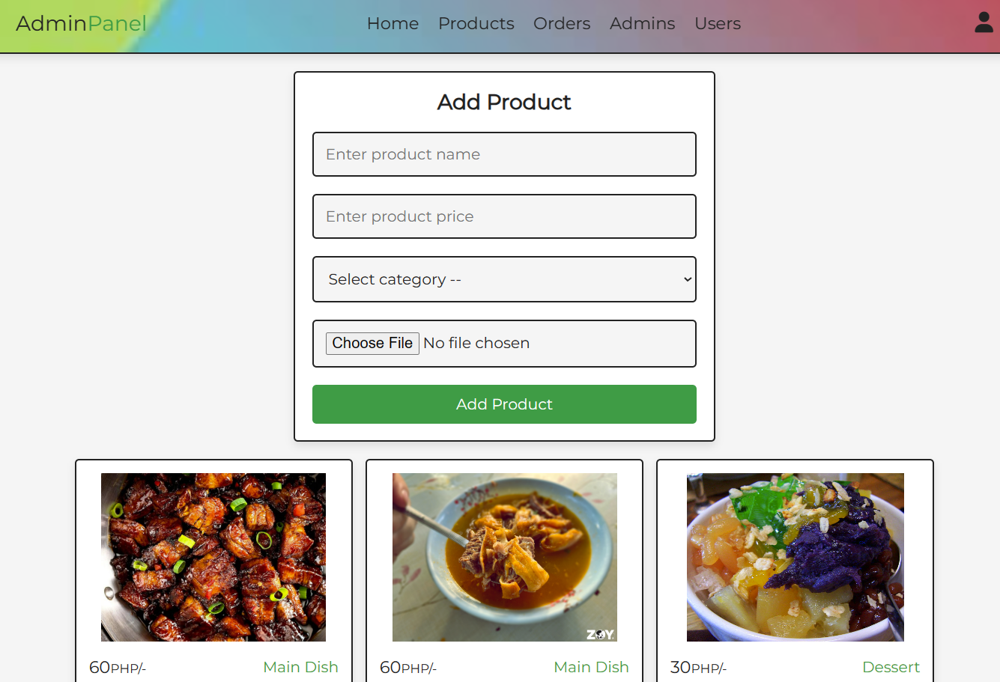 AdminPanel Home Products Orders Admins Users
Add Product
Enter product name
Enter product price
Select category --
Choose File No file chosen
Add Product
ZOY.
60PHP/- Main Dish
60PHP/- Main Dish
30PHP/- Dessert